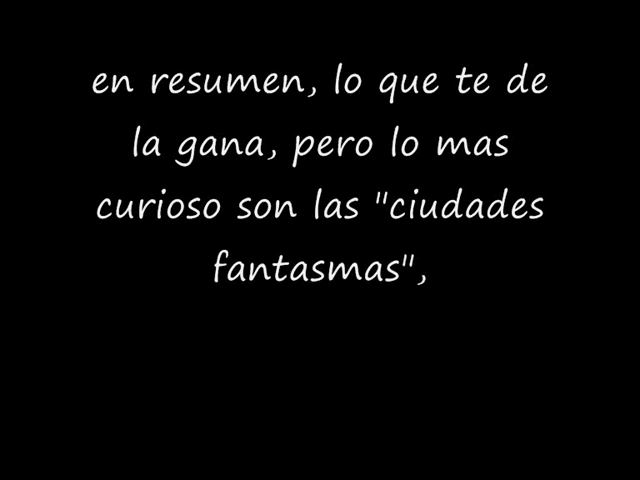 en resumen, lo que te de
la gana, pero lo mas
curioso son las "ciudades
fantasmas",